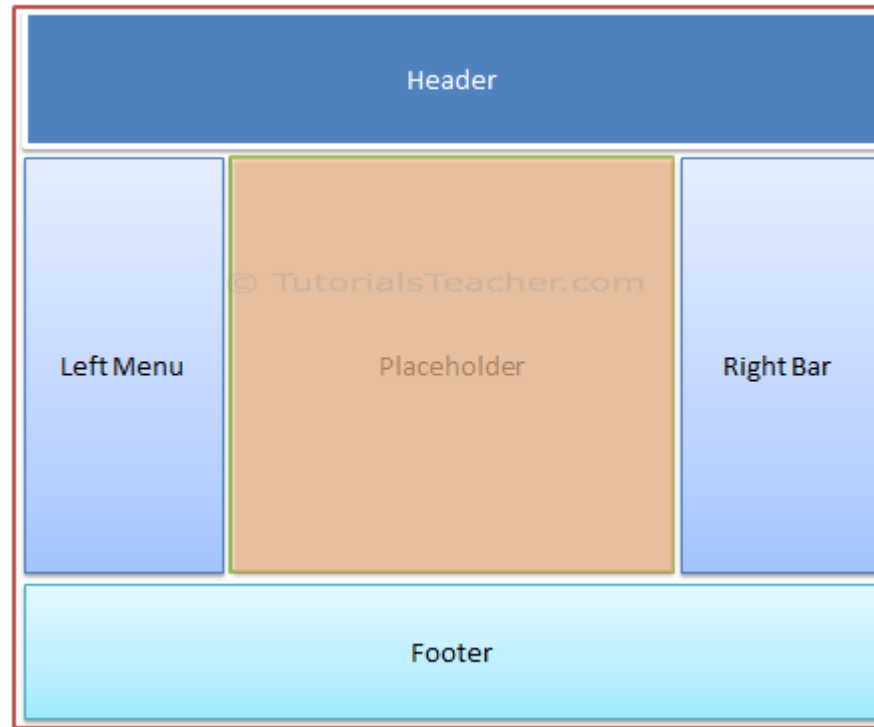 Header
© TutorialsTeacher.com
Left Menu
Placeholder
Right Bar
Footer